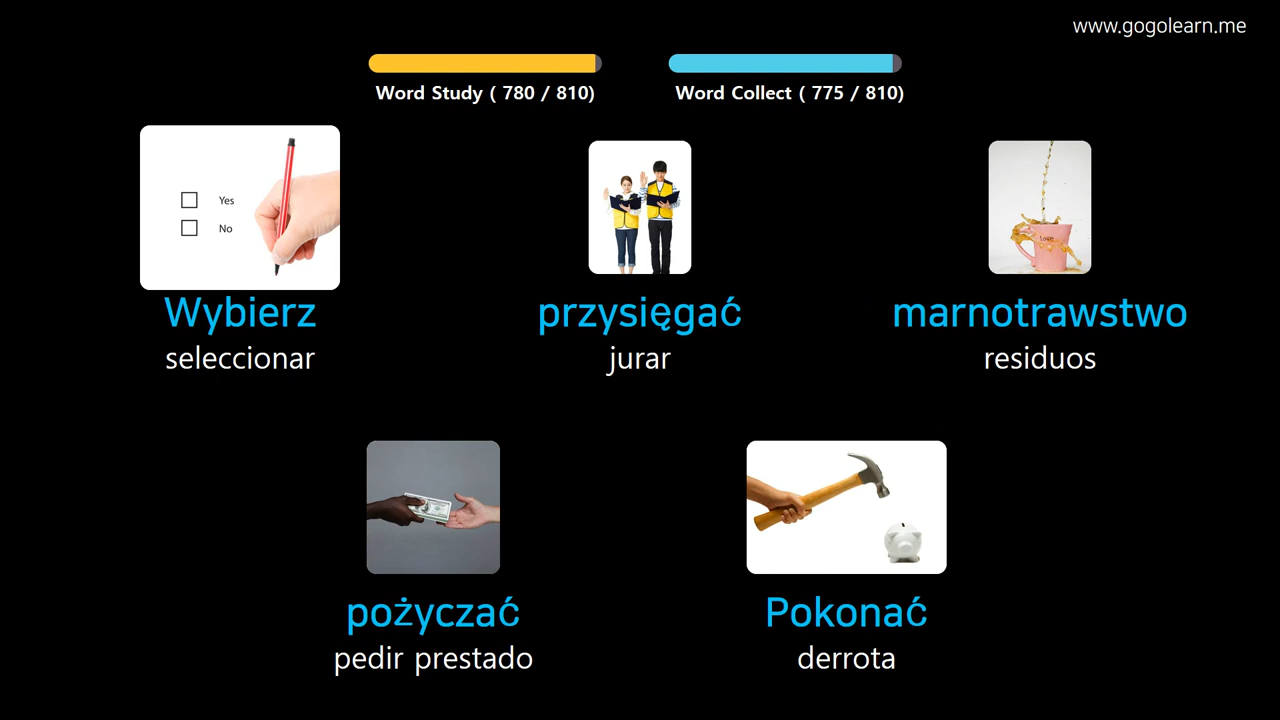 www.gogolearn.me
Word Study ( 780 / 810)
Word Collect ( 775 / 810)
Yes
No
Love
Wybierz
przysięgać
marnotrawstwo
seleccionar
jurar
residuos
pożyczać
Pokonać
pedir prestado
derrota